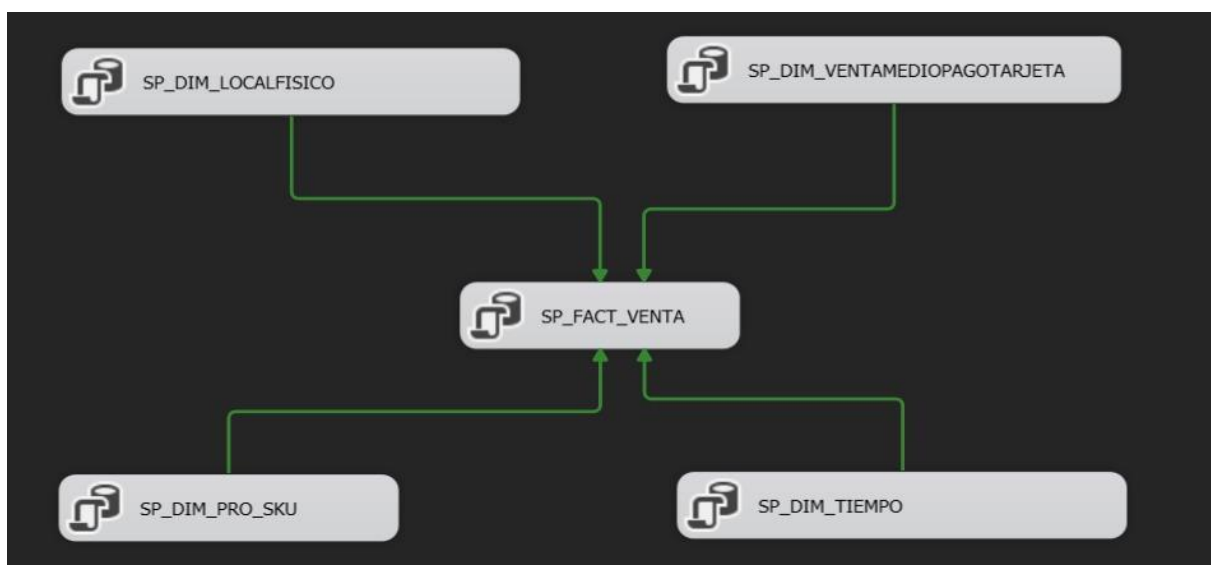 SP_DIM_LOCALFISICO
SP_DIM_VENTAMEDIOPAGOTARJETA
SP_FACT_VENTA
SP_DIM_PRO_SKU
SP_DIM_TIEMPO